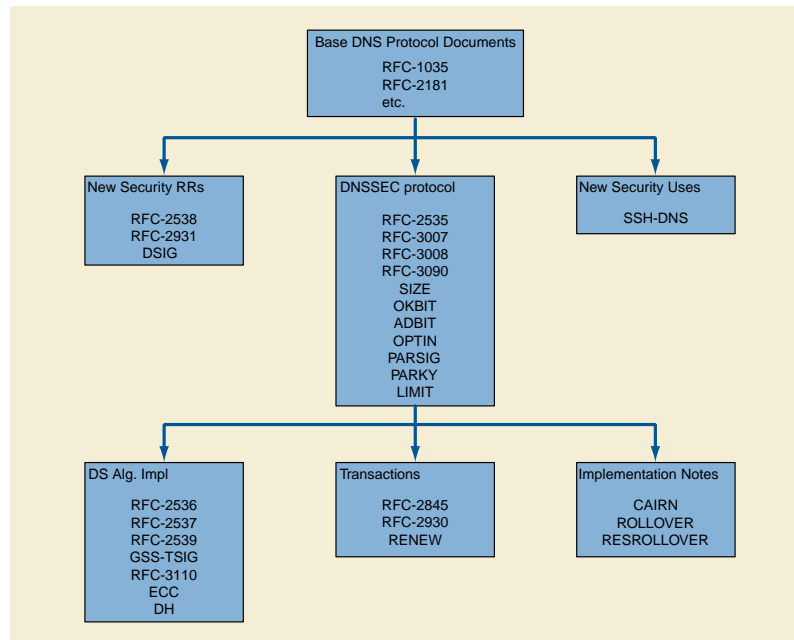 Base DNS Protocol Documents
RFC-1035
RFC-2181
etc.
New Security RRs
RFC-2538
RFC-2931
DSIG
DNSSEC protocol
RFC-2535
RFC-3007
RFC-3008
RFC-3090
SIZE
OKBIT
ADBIT
OPTIN
PARSIG
PARKY
LIMIT
New Security Uses
SSH-DNS
DS Alg. Impl
RFC-2536
RFC-2537
RFC-2539
GSS-TSIG
RFC-3110
ECC
DH
Transactions
RFC-2845
RFC-2930
RENEW
Implementation Notes
CAIRN
ROLLOVER
RESROLLOVER